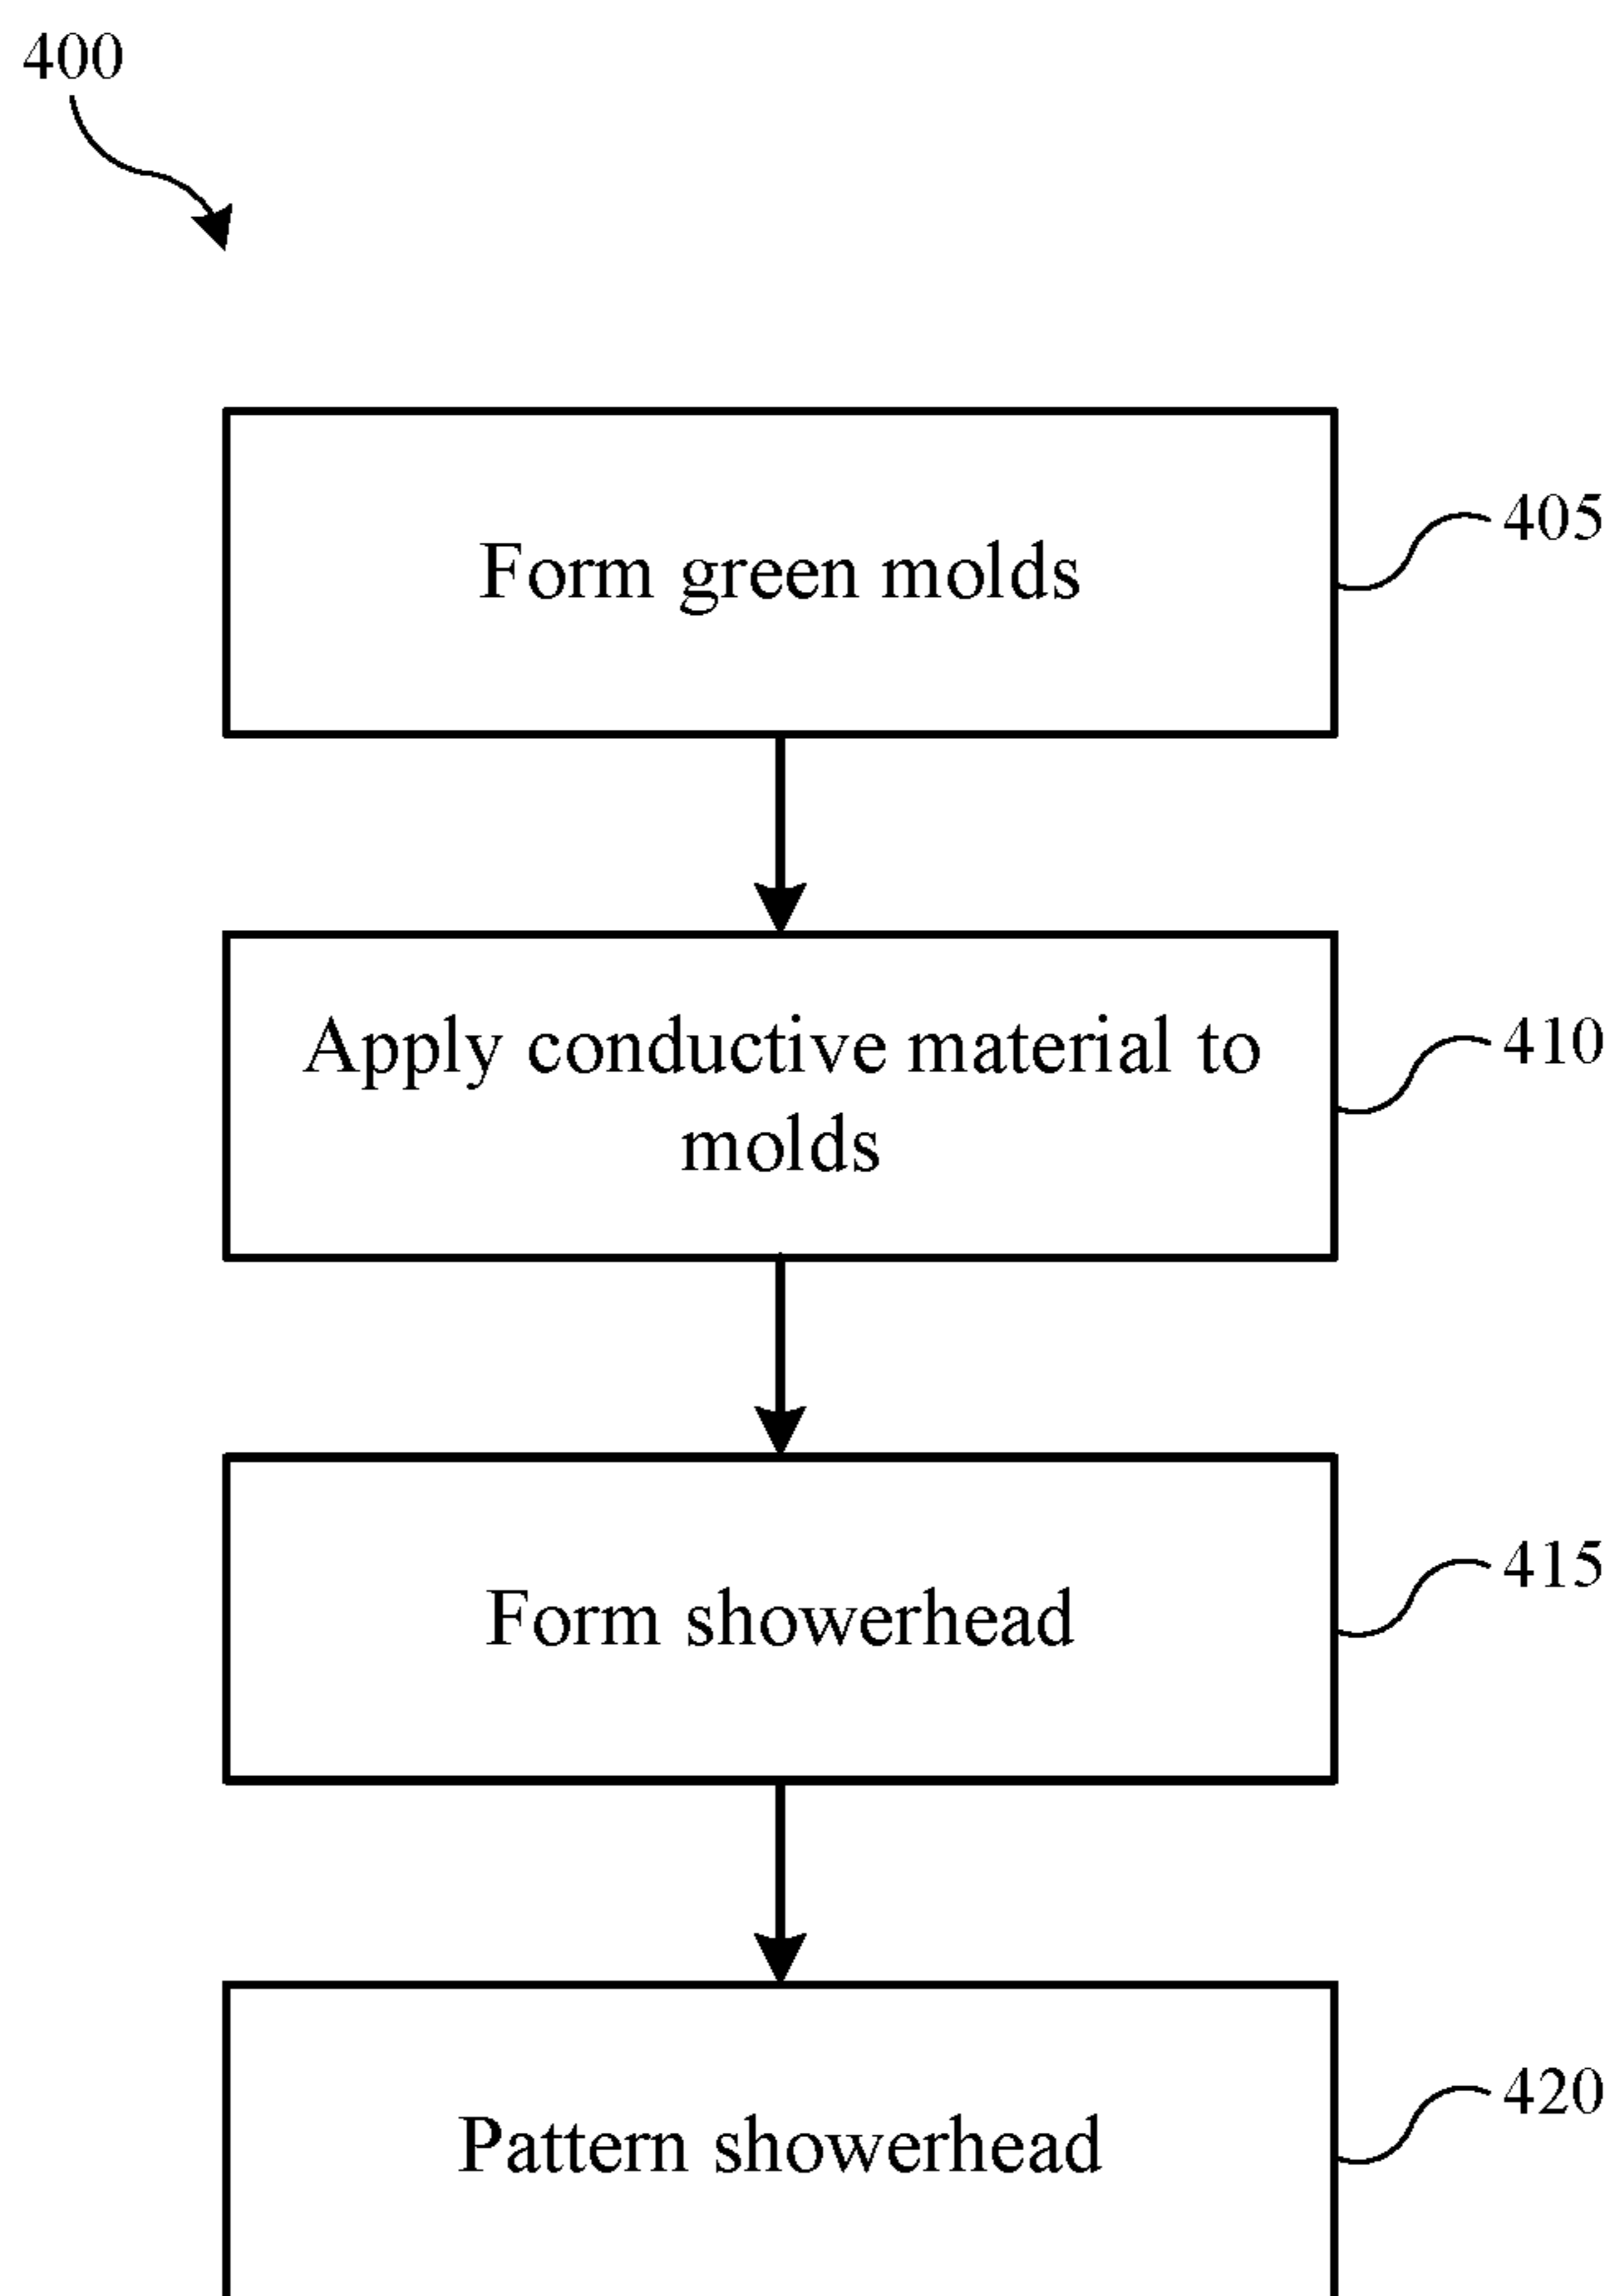 400
Form green molds
405
Apply conductive material to
molds
410
Form showerhead
415
Pattern showerhead
420